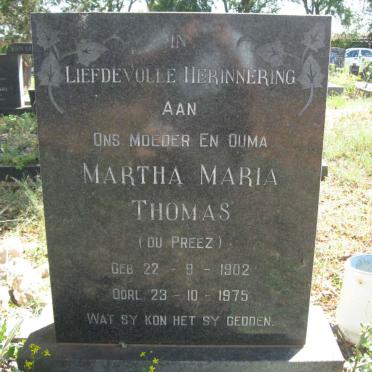 IN
LIEFDEVOLLE HERINNERING
AAN
ONS MOEDER EN OUMA
MARTHA MARIA
THOMAS
(DU PREEZ)
GEB. 22 - 9 - 1902
OORL. 23 - 10 - 1975
WAT SY KON HET SY GEDOEN.